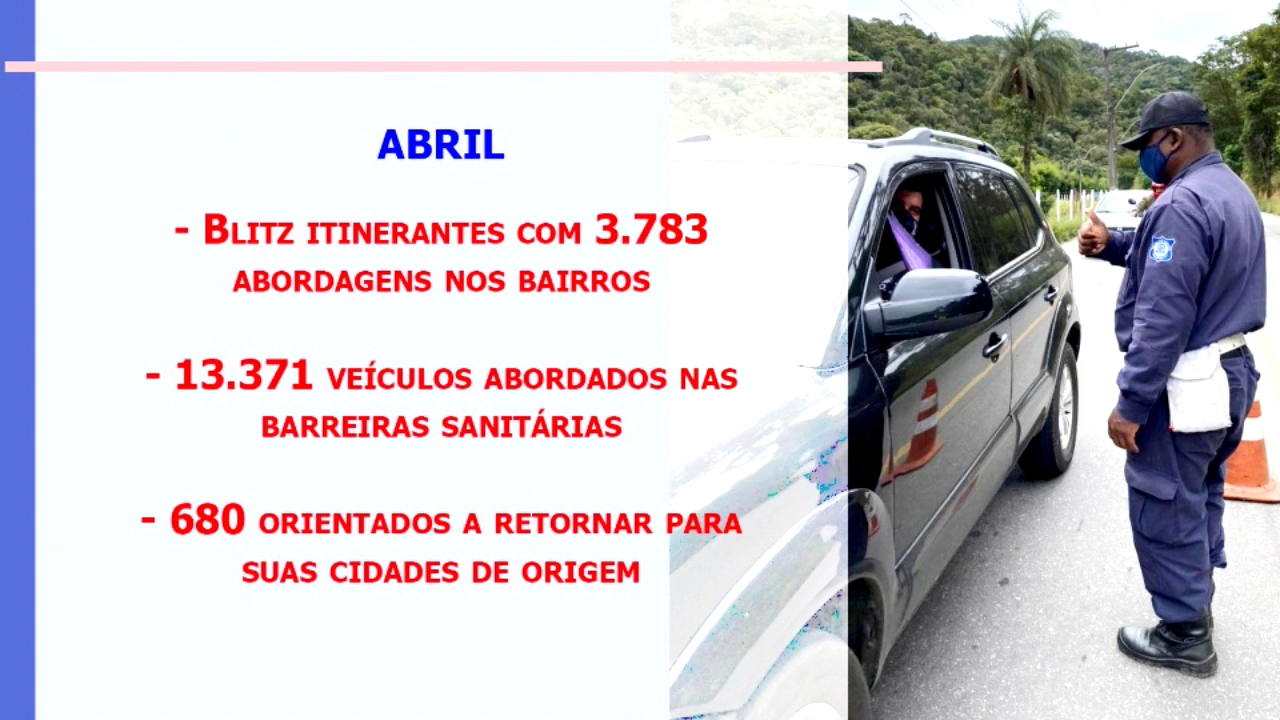 ABRIL
- BLITZ ITINERANTES COM 3.783
ABORDAGENS NOS BAIRROS
- 13.371 VEÍCULOS ABORDADOS NAS
BARREIRAS SANITÁRIAS
- 680 ORIENTADOS A RETORNAR PARA
SUAS CIDADES DE ORIGEM